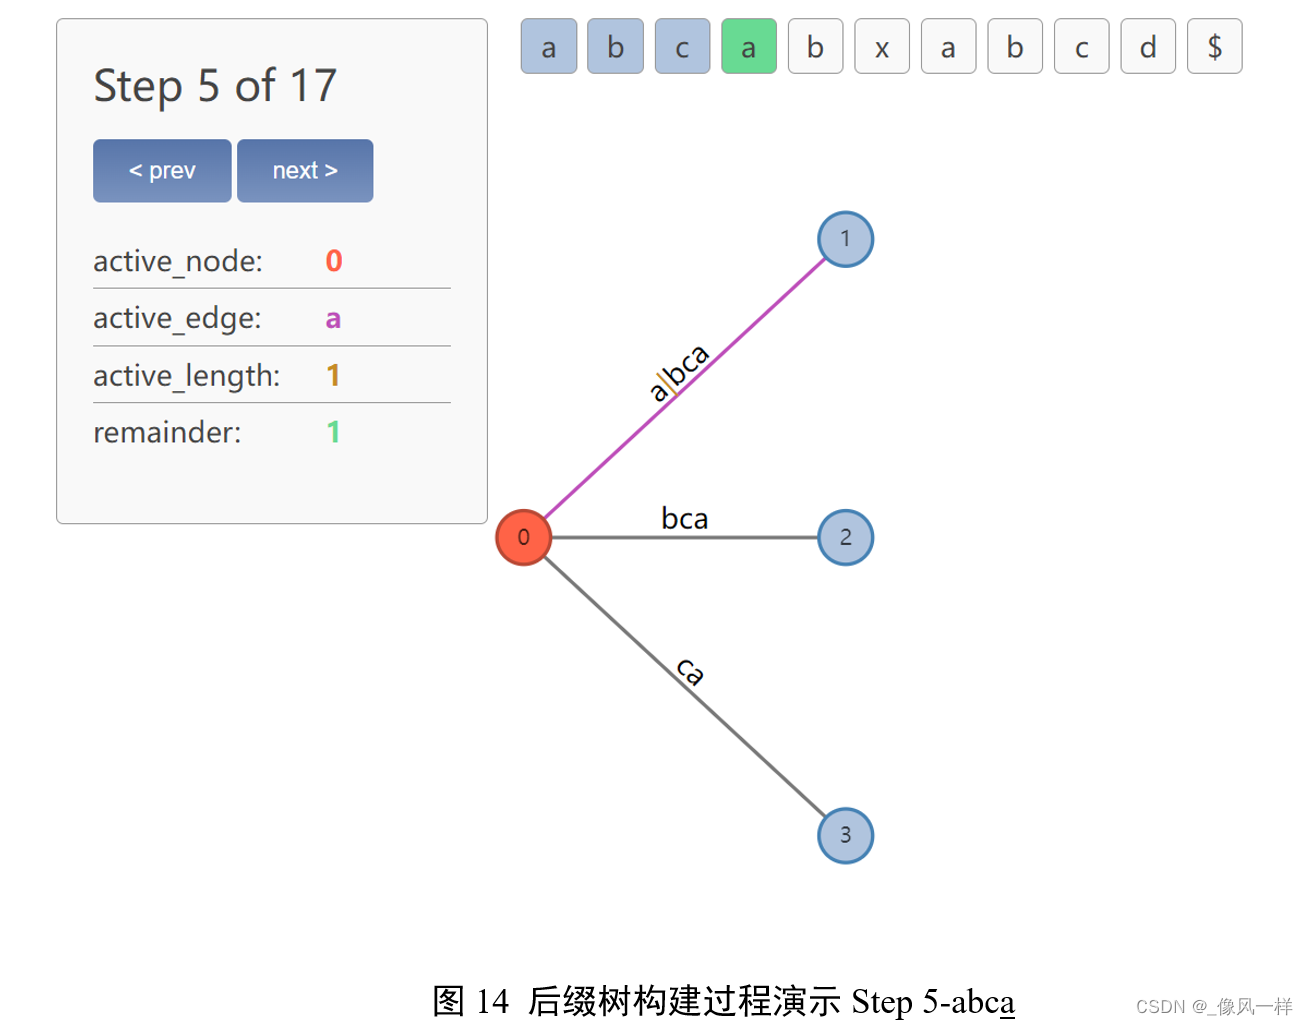 a b c a b x a b c d $
Step 5 of 17
< prev next >
active_node: 0
active_edge: a
active_length: 1
remainder: 1
1
a|bca
bca
0
2
ca
3
图 14 后缀树构建过程演示 Step 5-abca
CSDN @_像风一样